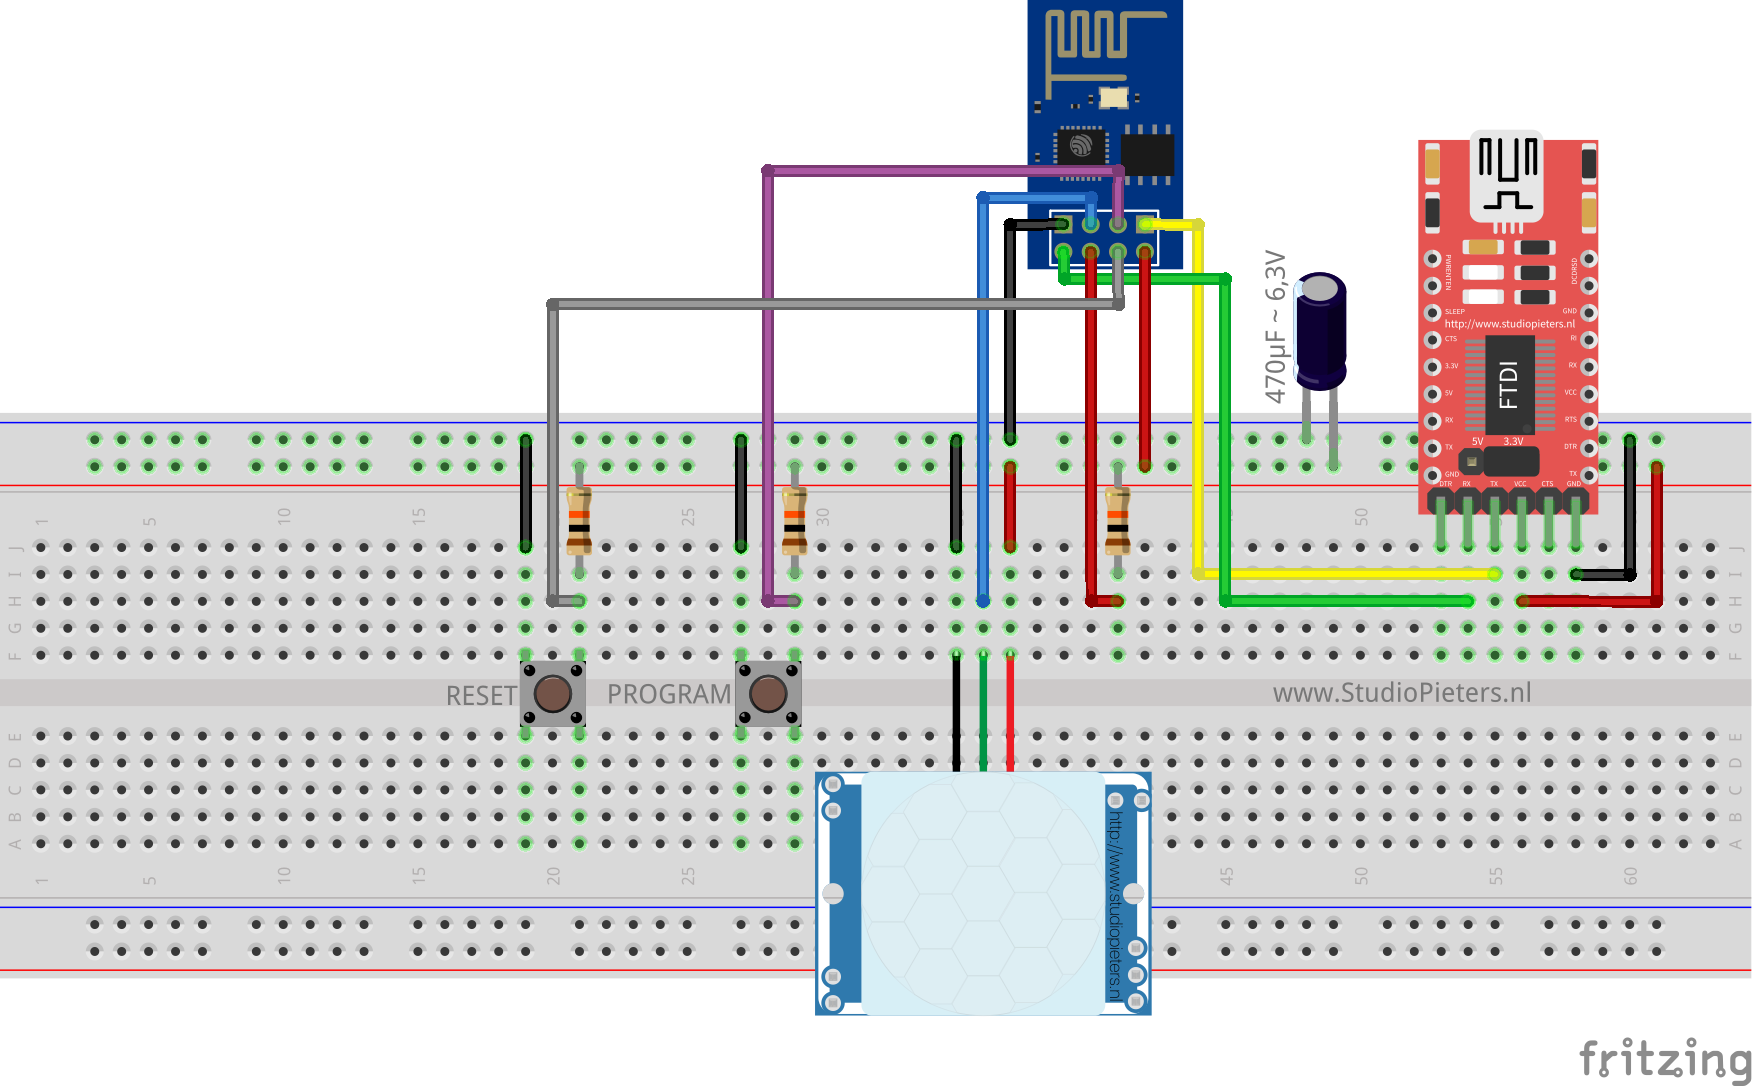 470µF ~ 6,3V
PWRENTEN
DCDRSD
SLEEP
GND
http://www.studiopieters.nl
CTS
RI
3.3V
RX
5V
VCC
RX
RTS
FTDI
TX
5V
3.3V
DTR
GND
TX
DTR
RX
TX
VCC
CTS
GND
1
5
10
15
25
30
50
J
J
I
I
H
H
G
G
F
F
RESET
PROGRAM
www.StudioPieters.nl
E
E
D
D
C
C
B
B
A
A
http://www.studiopieters.nl
1
5
10
15
20
25
45
50
55
60
fritzing